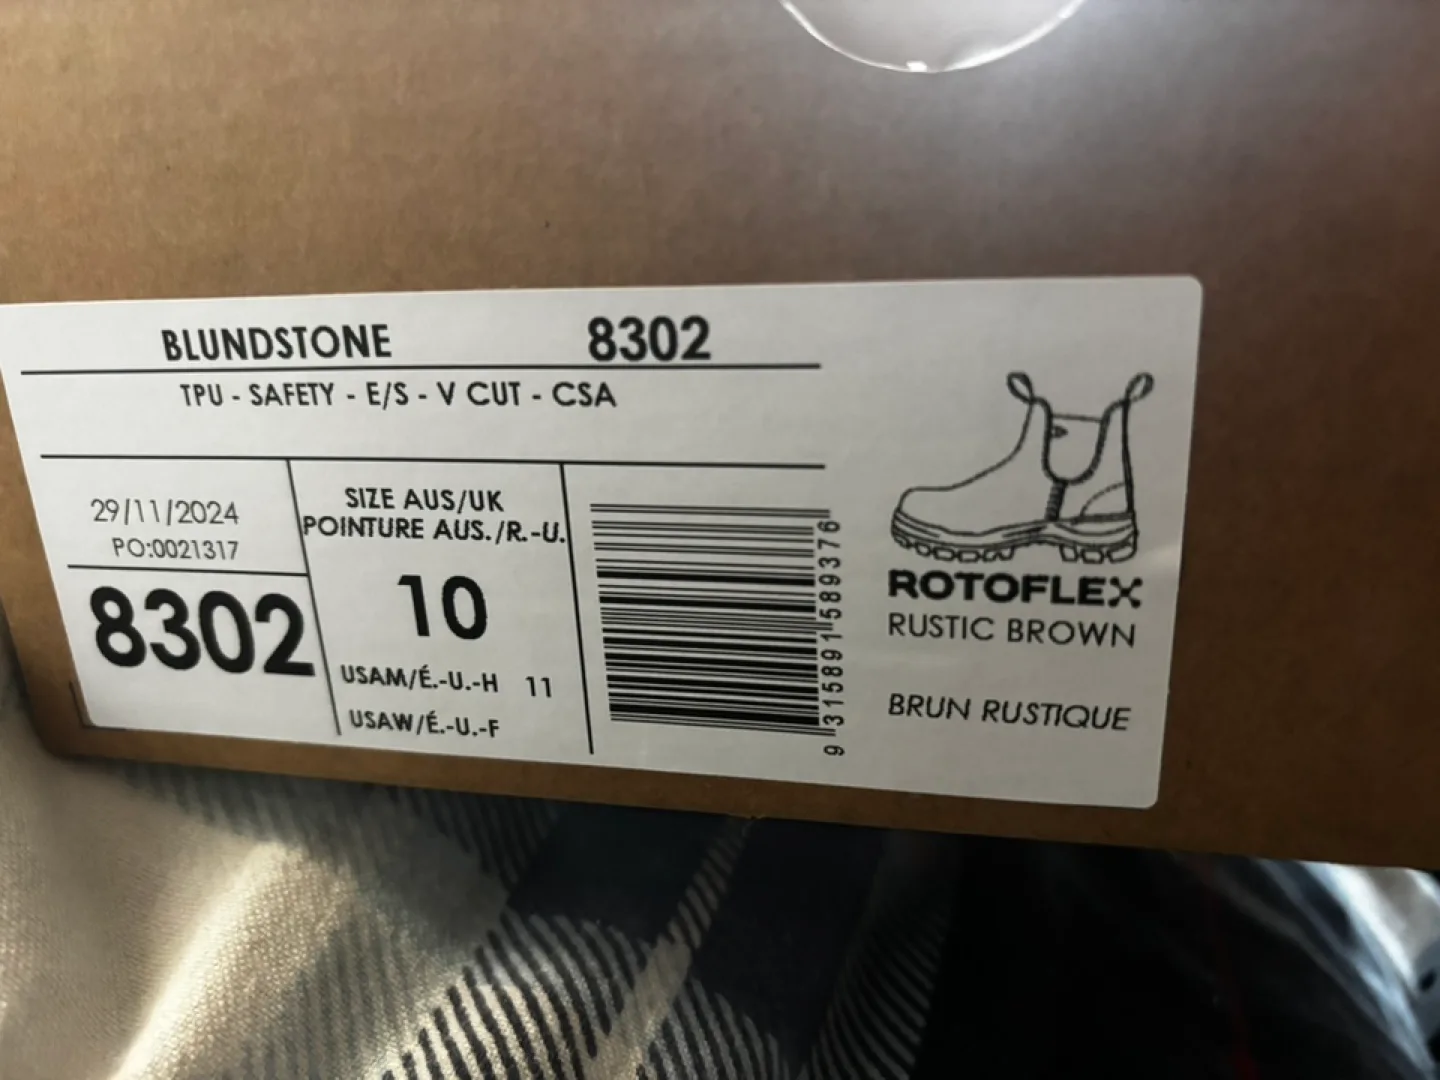 BLUNDSTONE 8302
TPU - SAFETY - E/S - V CUT - CSA
29/11/2024
PO:0021317
8302
SIZE AUS/UK
POINTURE AUS./R.-U.
10
USAM/É.-U.-H 11
USAW/É.-U.-F
9 315891 589376
ROTOFLEX
RUSTIC BROWN
BRUN RUSTIQUE